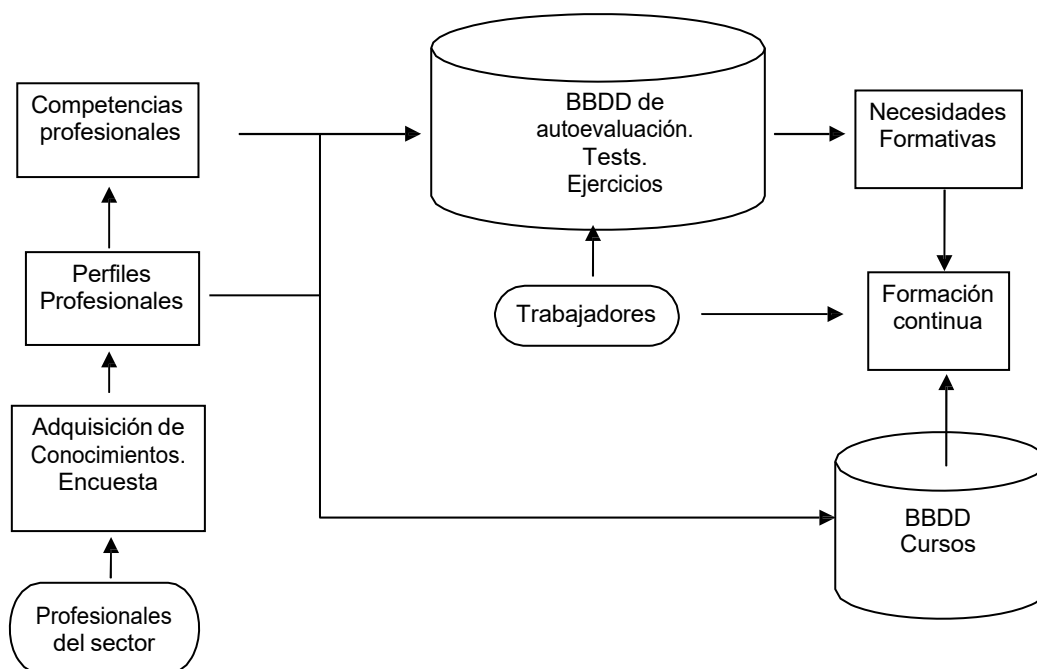 Competencias
profesionales
BBDD de
autoevaluación.
Tests.
Ejercicios
Necesidades
Formativas
Perfiles
Profesionales
Trabajadores
Formación
continua
Adquisición de
Conocimientos.
Encuesta
BBDD
Cursos
Profesionales
del sector